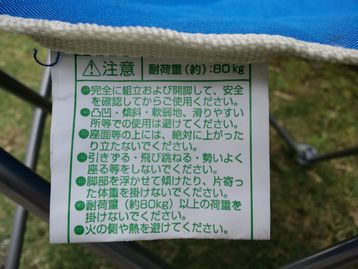 ⚠注意 耐荷重(約):80kg
●完全に組立および開脚して、安全
を確認してからご使用ください。
●凸凹・傾斜・軟弱地、滑りやすい
所等での使用は避けてください。
●座面等の上には、絶対に上がった
り立たないでください。
●引きずる・飛び跳ねる・勢いよく
座る等をしないでください。
●脚部を浮かせて傾けたり、片寄っ
た体重を掛けないでください。
●耐荷重(約80kg)以上の荷重を
掛けないでください。
●火の側や熱を避けてください。